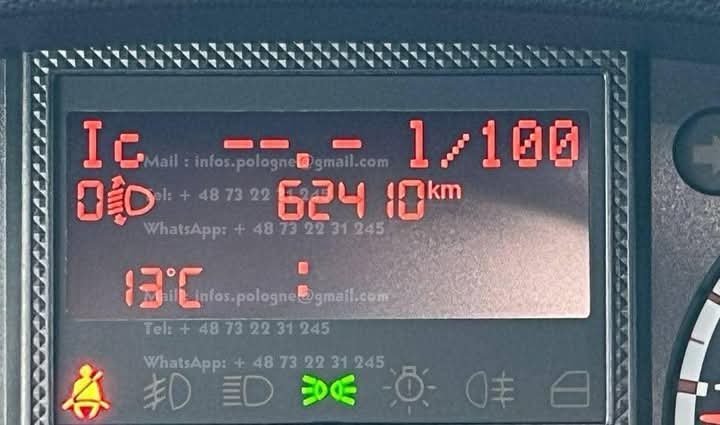 Ic --.- l/100
Mail : infos.pologne@gmail.com
0 62410 km
Tel: + 48 73 22 31 245
WhatsApp: + 48 73 22 31 245
13°C :
Mail : infos.pologne@gmail.com
Tel: + 48 73 22 31 245
WhatsApp: + 48 73 22 31 245